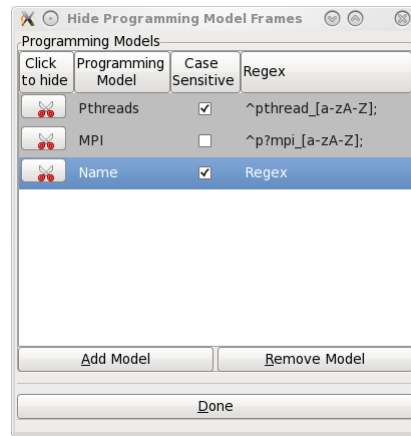 Hide Programming Model Frames
Programming Models
Click to hide
Programming Model
Case Sensitive
Regex
Pthreads ^pthread_[a-zA-Z];
MPI ^p?mpi_[a-zA-Z];
Name Regex
Add Model Remove Model
Done